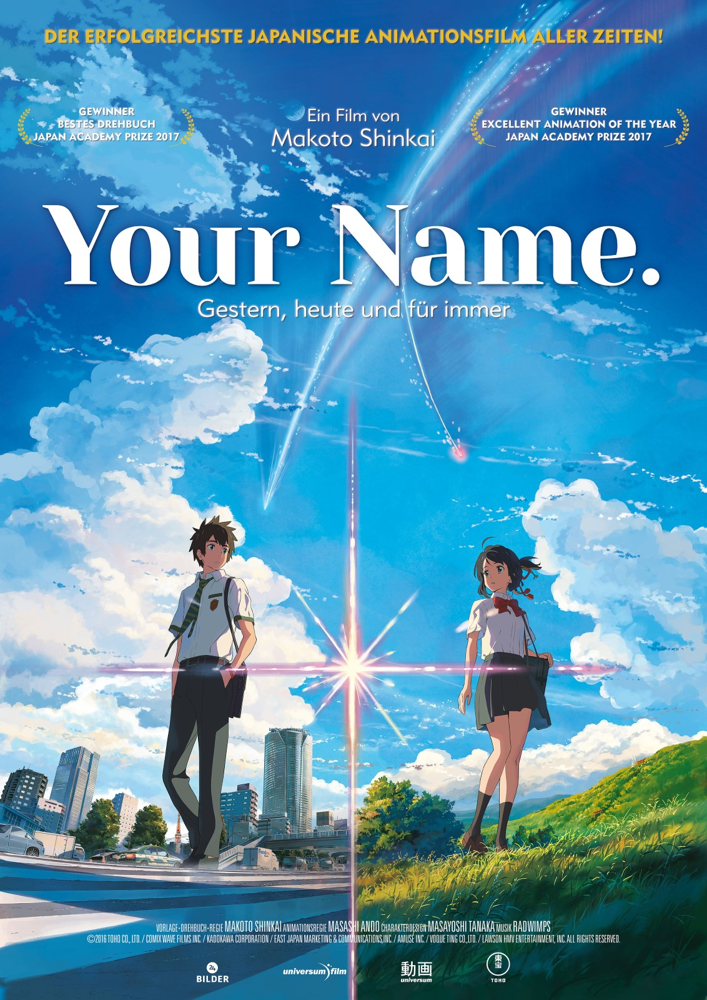 DER ERFOLGREICHSTE JAPANISCHE ANIMATIONSFILM ALLER ZEITEN!
GEWINNER
BESTES DREHBUCH
JAPAN ACADEMY PRIZE 2017
Ein Film von
Makoto Shinkai
GEWINNER
EXCELLENT ANIMATION OF THE YEAR
JAPAN ACADEMY PRIZE 2017
Your Name.
Gestern, heute und für immer
VORLAGE · DREHBUCH · REGIE MAKOTO SHINKAI ANIMATIONSREGIE MASASHI ANDO CHARAKTERDESIGN MASAYOSHI TANAKA MUSIK RADWIMPS
©2016 TOHO CO., LTD. / COMIX WAVE FILMS INC. / KADOKAWA CORPORATION / EAST JAPAN MARKETING & COMMUNICATIONS, INC. / AMUSE INC. / VOQUE TING CO., LTD. / LAWSON HMV ENTERTAINMENT, INC. ALL RIGHTS RESERVED.
24
BILDER
universum film
動画
universum
東宝
TOHO